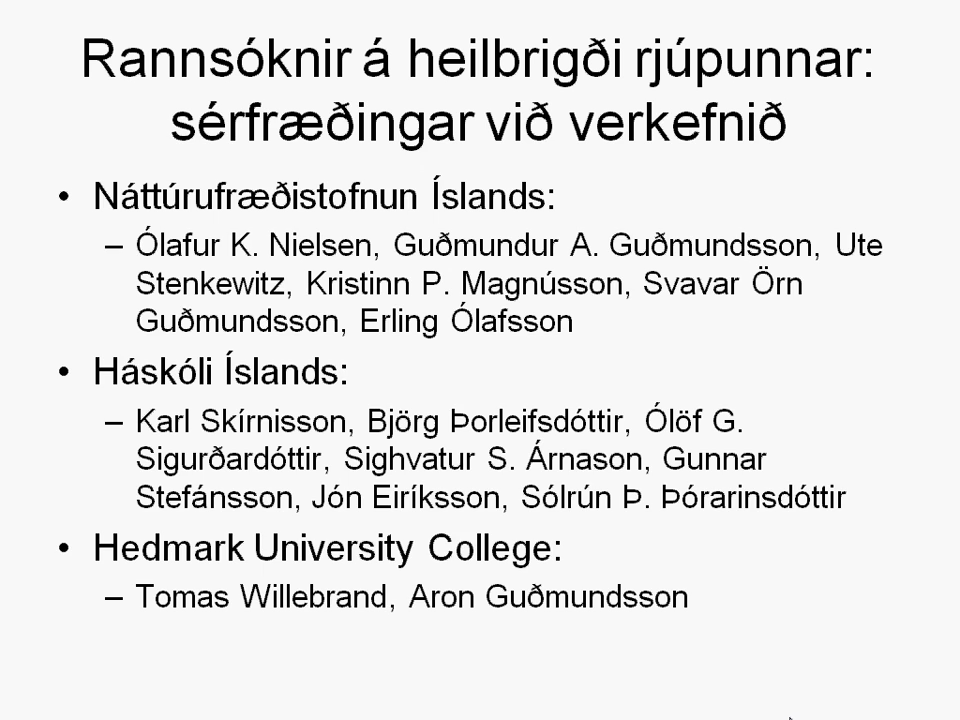 Rannsóknir á heilbrigði rjúpunnar:
sérfræðingar við verkefnið
• Náttúrufræðistofnun Íslands:
– Ólafur K. Nielsen, Guðmundur A. Guðmundsson, Ute
Stenkewitz, Kristinn P. Magnússon, Svavar Örn
Guðmundsson, Erling Ólafsson
• Háskóli Íslands:
– Karl Skírnisson, Björg Þorleifsdóttir, Ólöf G.
Sigurðardóttir, Sighvatur S. Árnason, Gunnar
Stefánsson, Jón Eiríksson, Sólrún Þ. Þórarinsdóttir
• Hedmark University College:
– Tomas Willebrand, Aron Guðmundsson